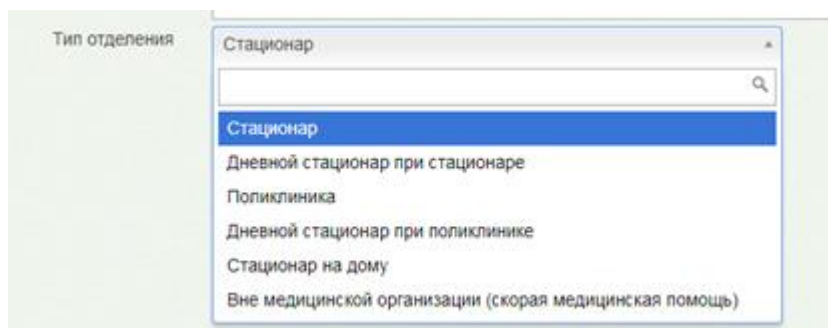 Тип отделения
Стационар
Стационар
Дневной стационар при стационаре
Поликлиника
Дневной стационар при поликлинике
Стационар на дому
Вне медицинской организации (скорая медицинская помощь)